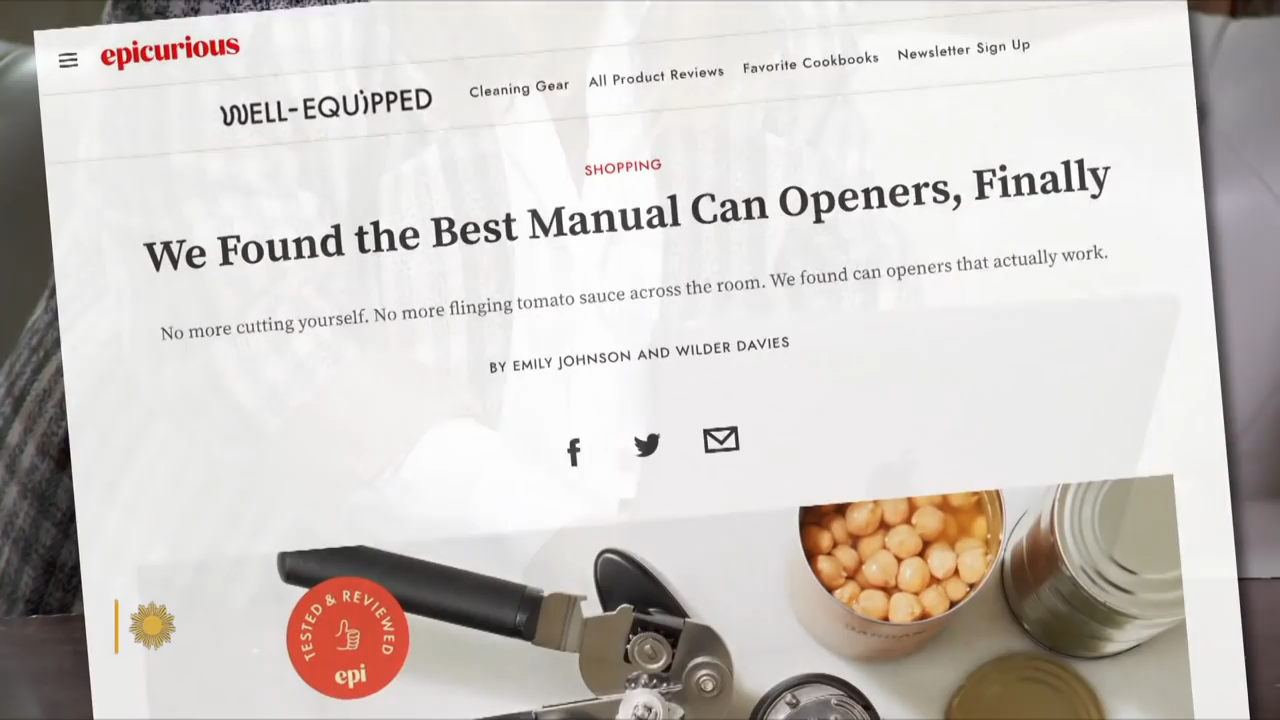 epicurious
WELL-EQUIPPED
Cleaning Gear All Product Reviews Favorite Cookbooks Newsletter Sign Up
SHOPPING
We Found the Best Manual Can Openers, Finally
No more cutting yourself. No more flinging tomato sauce across the room. We found can openers that actually work.
BY EMILY JOHNSON AND WILDER DAVIES
TESTED & REVIEWED
epi